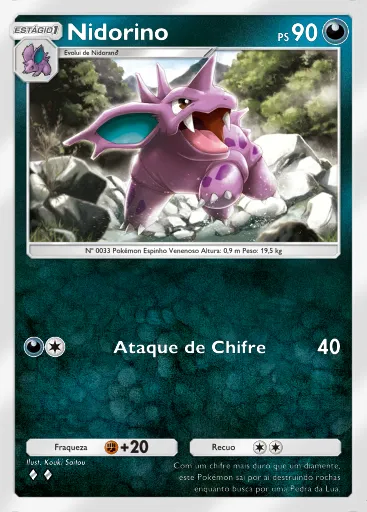 ESTÁGIO 1
Nidorino
PS 90
Evolui de Nidoran♂
Nº 0033 Pokémon Espinho Venenoso Altura: 0,9 m Peso: 19,5 kg
Ataque de Chifre 40
Fraqueza +20
Recuo
Ilust. Kouki Saitou
Com um chifre mais duro que um diamante,
este Pokémon sai por aí destruindo rochas
enquanto busca por uma Pedra da Lua.